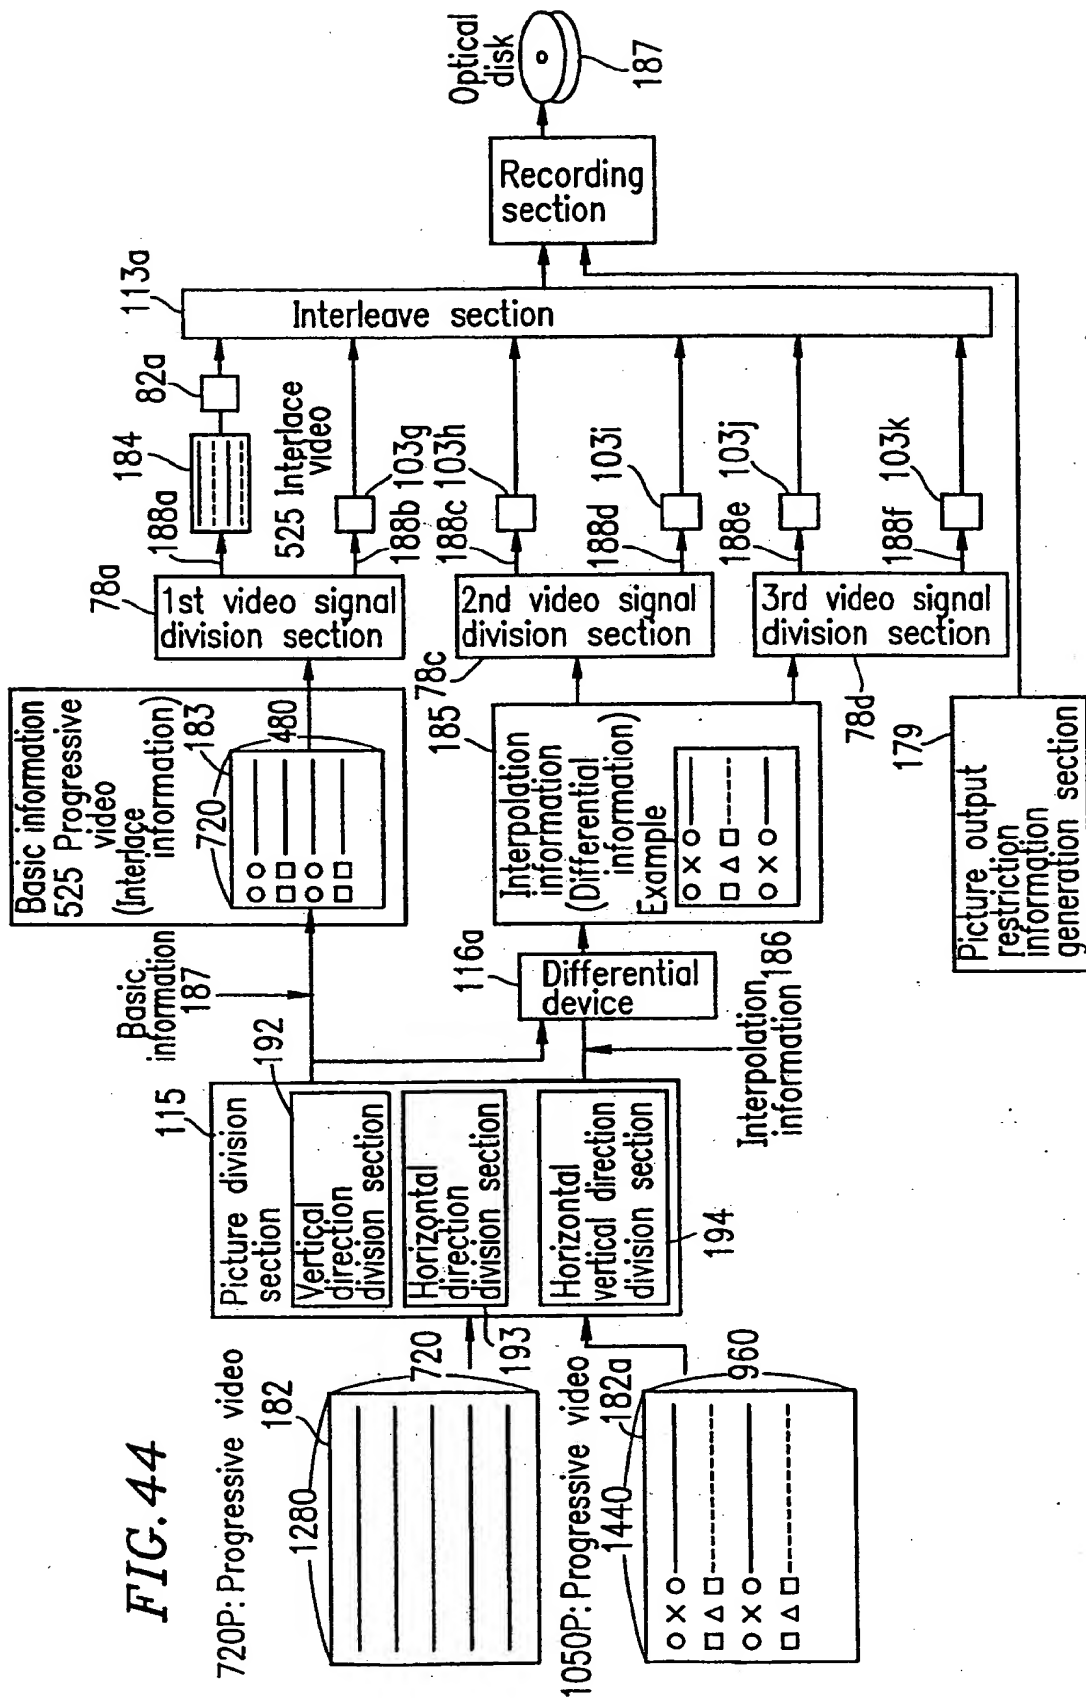 FIG. 44
720P: Progressive video
1280
182
720
1050P: Progressive video
1440
182a
960
115
Picture division
section
192
Vertical
direction
division section
Horizontal
direction
division section
193
Horizontal
vertical direction
division section
194
Basic
information
187
116a
Differential
device
Interpolation
information 186
Basic information
525 Progressive
video
(Interlace
information)
183
720
480
185
Interpolation
information
(Differential
information)
Example
179
Picture output
restriction
information
generation section
78a
1st video signal
division section
78c
2nd video signal
division section
3rd video signal
division section
78d
188a
184
82a
525 Interlace
video
188b
103g
188c
103h
188d
103i
188e
103j
188f
103k
113a
Interleave section
Recording
section
Optical
disk
187